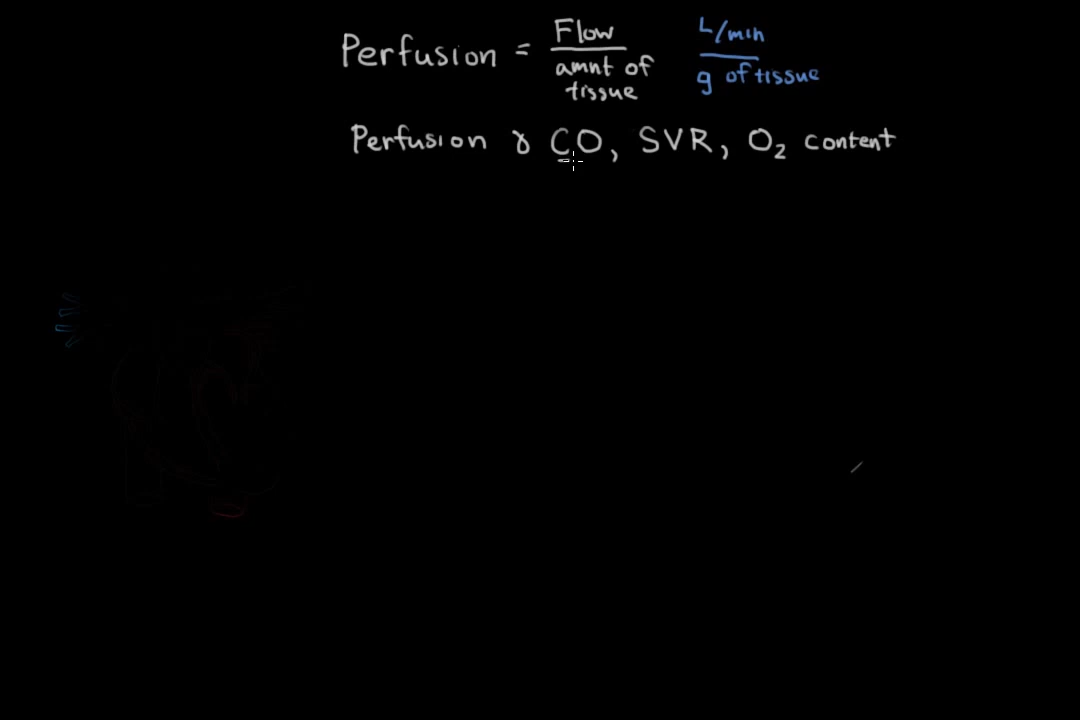 Perfusion = Flow / amnt of tissue
L/min / g of tissue
Perfusion ∝ CO, SVR, O₂ content